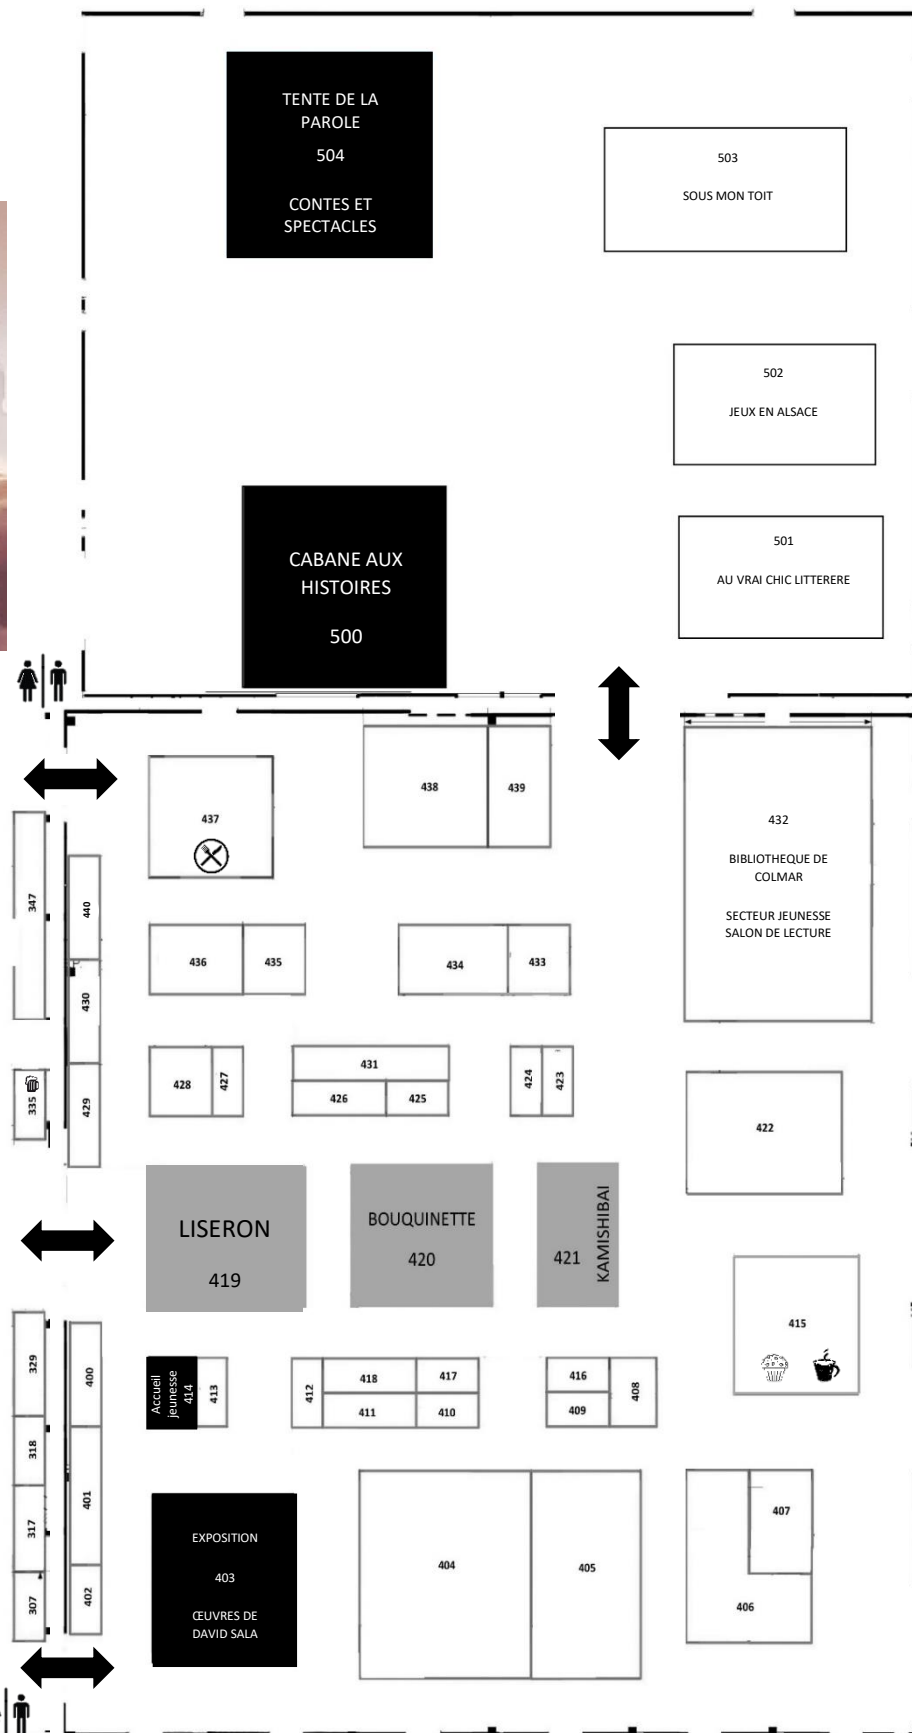 TENTE DE LA
PAROLE
504
CONTES ET
SPECTACLES
503
SOUS MON TOIT
502
JEUX EN ALSACE
501
AU VRAI CHIC LITTERERE
CABANE AUX
HISTOIRES
500
438
439
437
432
BIBLIOTHEQUE DE
COLMAR
SECTEUR JEUNESSE
SALON DE LECTURE
347
440
436
435
434
433
430
431
428
427
426
425
424
423
335
429
422
LISERON
419
BOUQUINETTE
420
421
KAMISHIBAI
415
329
400
Accueil
jeunesse
414
413
412
418
417
411
410
416
409
408
318
401
317
307
402
EXPOSITION
403
ŒUVRES DE
DAVID SALA
404
405
407
406